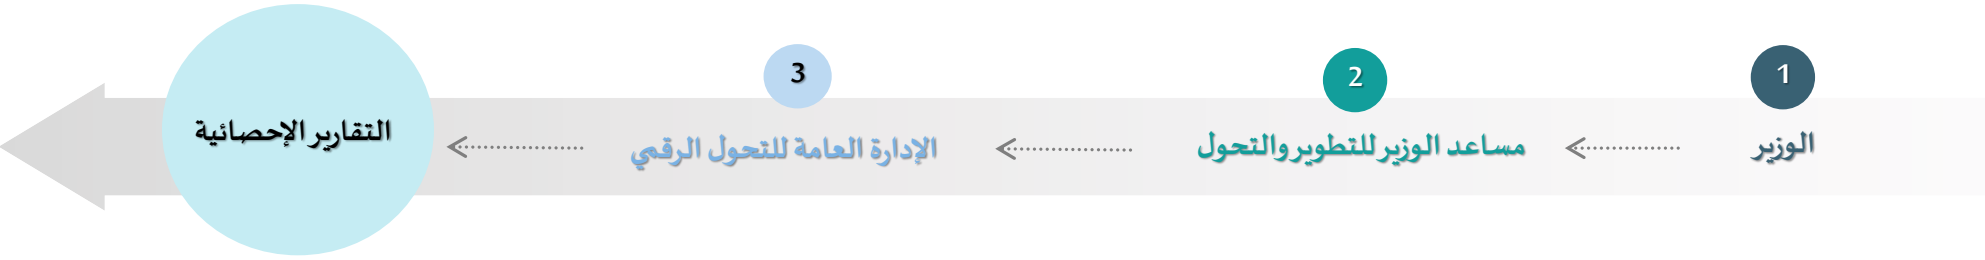 1
الوزير
2
مساعد الوزير للتطوير والتحول
3
الإدارة العامة للتحول الرقمي
التقارير الإحصائية